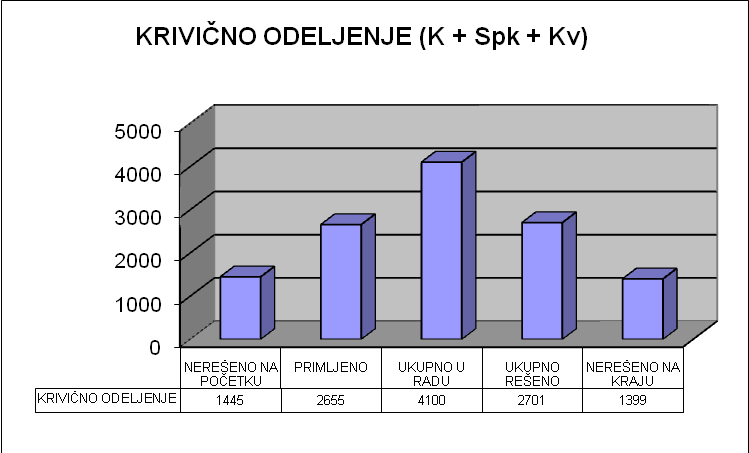 KRIVIČNO ODELJENJE (K + Spk + Kv)
5000
4000
3000
2000
1000
0
NEREŠENO NA POČETKU
PRIMLJENO
UKUPNO U RADU
UKUPNO REŠENO
NEREŠENO NA KRAJU
KRIVIČNO ODELJENJE 1445 2655 4100 2701 1399